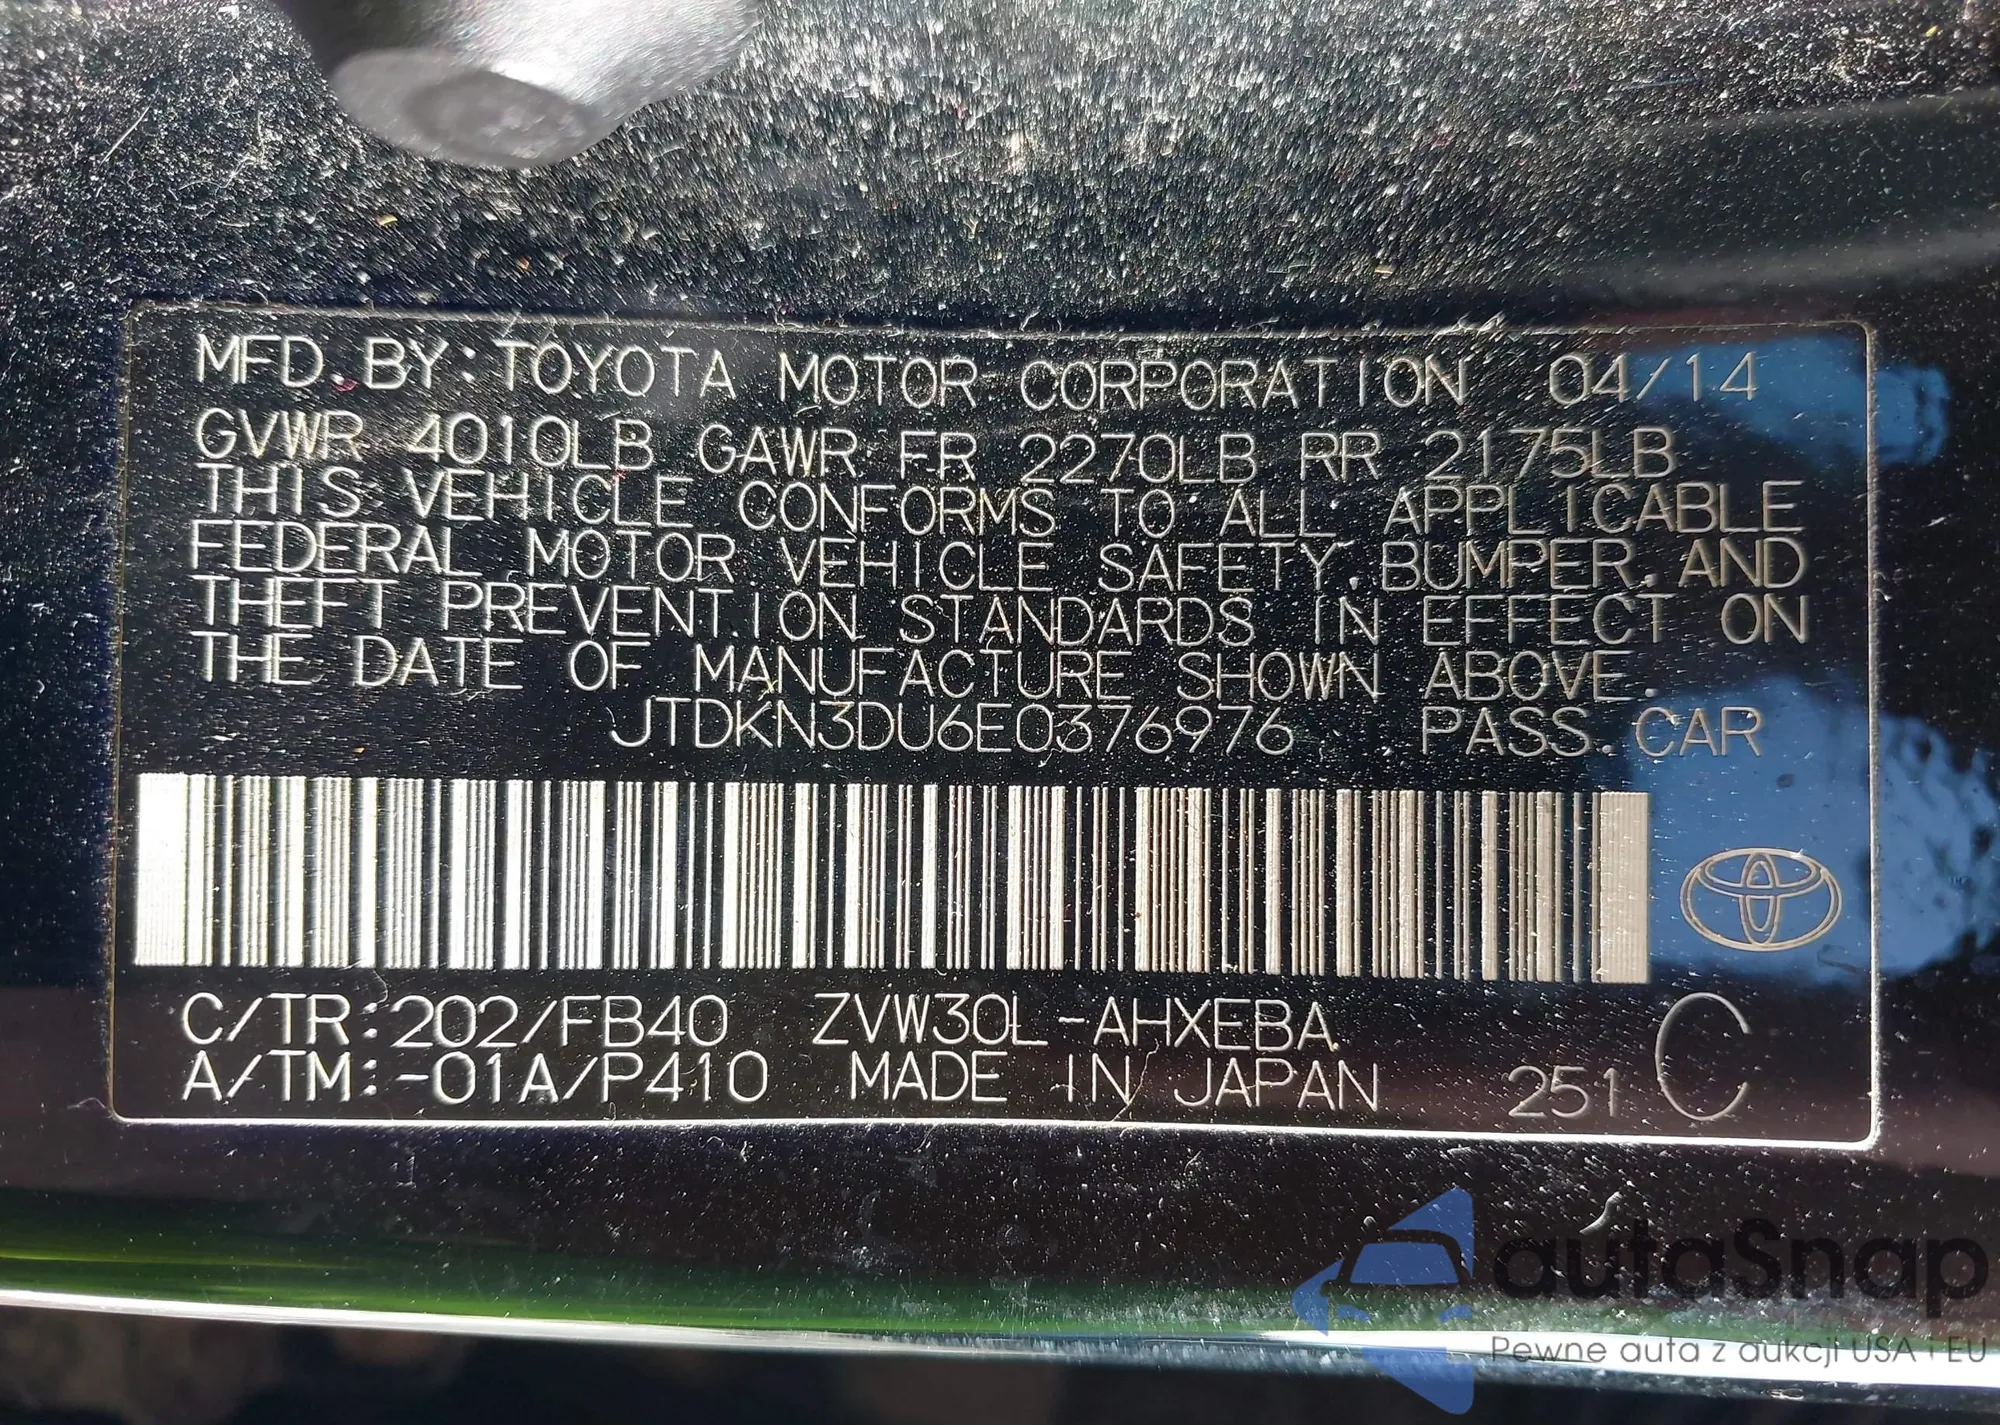 MFD.BY:TOYOTA MOTOR CORPORATION 04/14
GVWR 4010LB GAWR FR 2270LB RR 2175LB
THIS VEHICLE CONFORMS TO ALL APPLICABLE
FEDERAL MOTOR VEHICLE SAFETY,BUMPER,AND
THEFT PREVENTION STANDARDS IN EFFECT ON
THE DATE OF MANUFACTURE SHOWN ABOVE.
JTDKN3DU6E0376976 PASS.CAR
C/TR:202/FB40 ZVW30L-AHXEBA
A/TM:-01A/P410 MADE IN JAPAN 251 C
autaSnap
Pewne auta z aukcji USA i EU